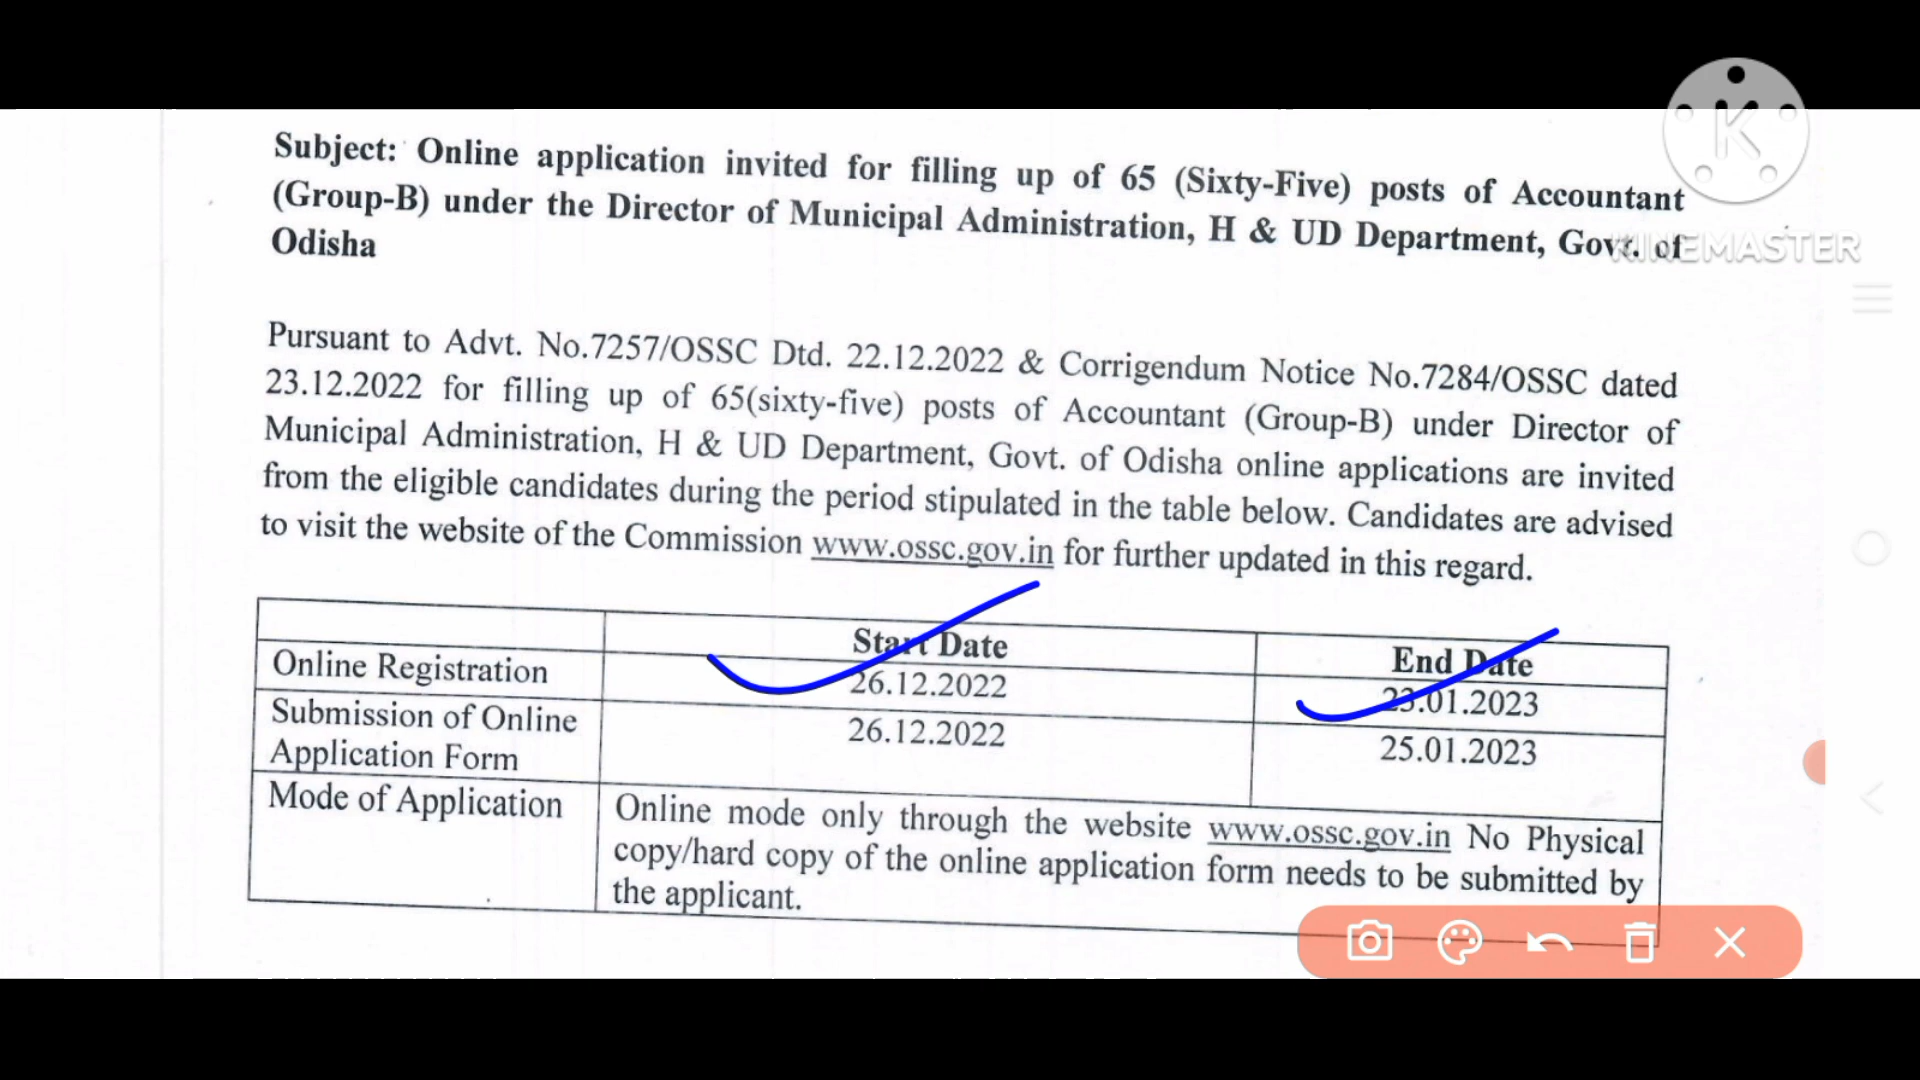 Subject: Online application invited for filling up of 65 (Sixty-Five) posts of Accountant
(Group-B) under the Director of Municipal Administration, H & UD Department, Govt. of
Odisha
KINEMASTER
Pursuant to Advt. No.7257/OSSC Dtd. 22.12.2022 & Corrigendum Notice No.7284/OSSC dated
23.12.2022 for filling up of 65(sixty-five) posts of Accountant (Group-B) under Director of
Municipal Administration, H & UD Department, Govt. of Odisha online applications are invited
from the eligible candidates during the period stipulated in the table below. Candidates are advised
to visit the website of the Commission www.ossc.gov.in for further updated in this regard.
Start Date End Date
Online Registration 26.12.2022 23.01.2023
Submission of Online 26.12.2022 25.01.2023
Application Form
Mode of Application Online mode only through the website www.ossc.gov.in No Physical
copy/hard copy of the online application form needs to be submitted by
the applicant.